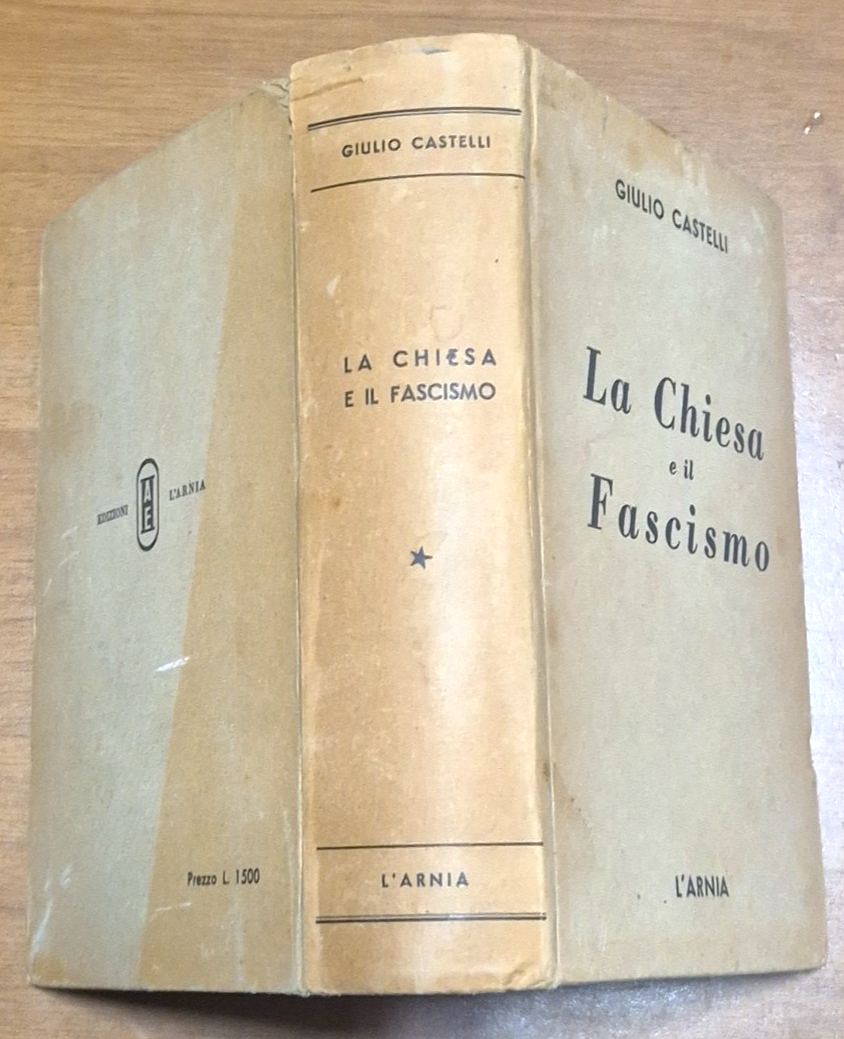 EDIZIONI L'ARNIA
AE
Prezzo L. 1500
GIULIO CASTELLI
LA CHIESA
E IL FASCISMO
L'ARNIA
GIULIO CASTELLI
La Chiesa
e il
Fascismo
L'ARNIA